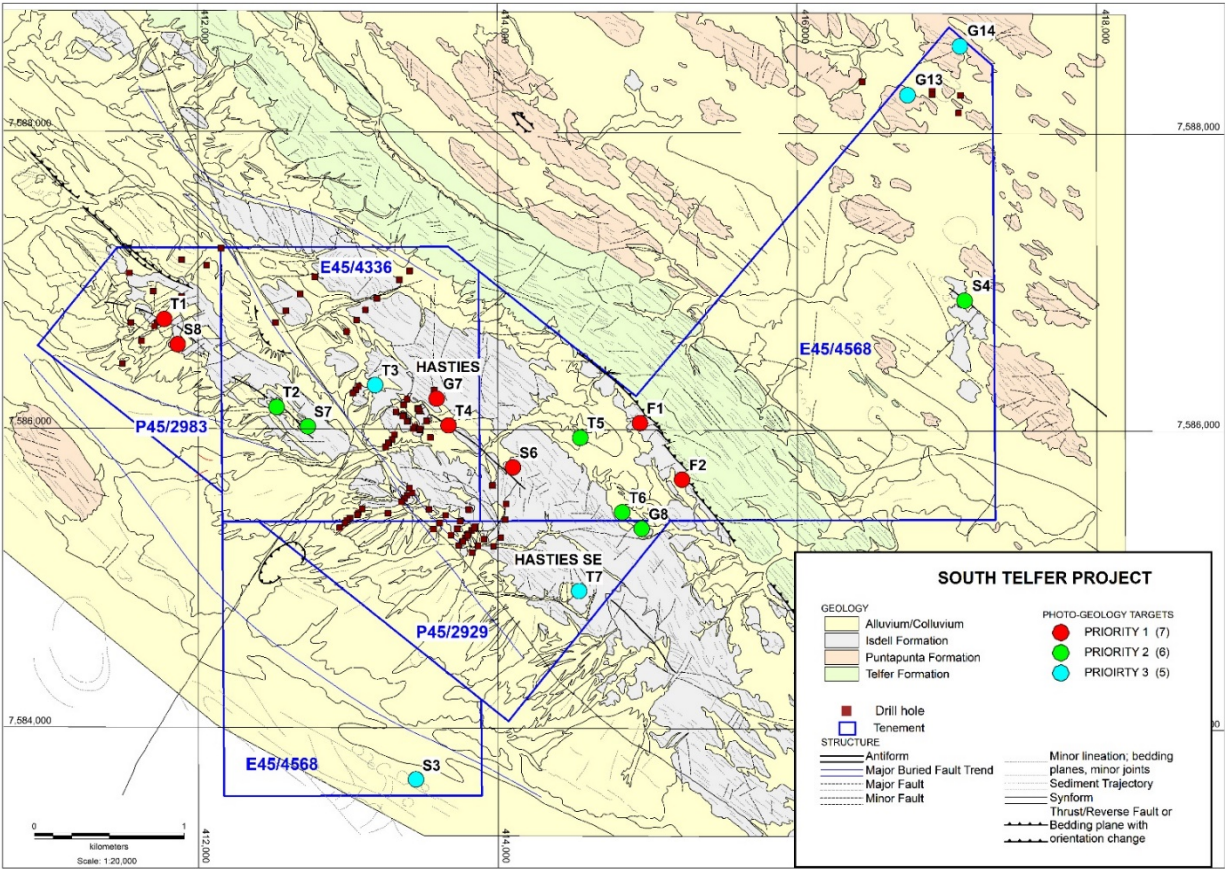 412,000
414,000
416,000
418,000
G14
G13
7,588,000
7,588,000
E45/4336
S4
T1
S8
E45/4568
T3
HASTIES
G7
T2
S7
T4
F1
T5
7,586,000
7,586,000
P45/2983
S6
F2
T6
G8
HASTIES SE
T7
P45/2929
7,584,000
E45/4568
S3
0 1
kilometers
Scale: 1:20,000
412,000
414,000
SOUTH TELFER PROJECT
GEOLOGY
Alluvium/Colluvium
Isdell Formation
Puntapunta Formation
Telfer Formation
PHOTO-GEOLOGY TARGETS
PRIORITY 1 (7)
PRIORITY 2 (6)
PRIOIRTY 3 (5)
Drill hole
Tenement
STRUCTURE
Antiform
Major Buried Fault Trend
Major Fault
Minor Fault
Minor lineation; bedding
planes, minor joints
Sediment Trajectory
Synform
Thrust/Reverse Fault or
Bedding plane with
orientation change